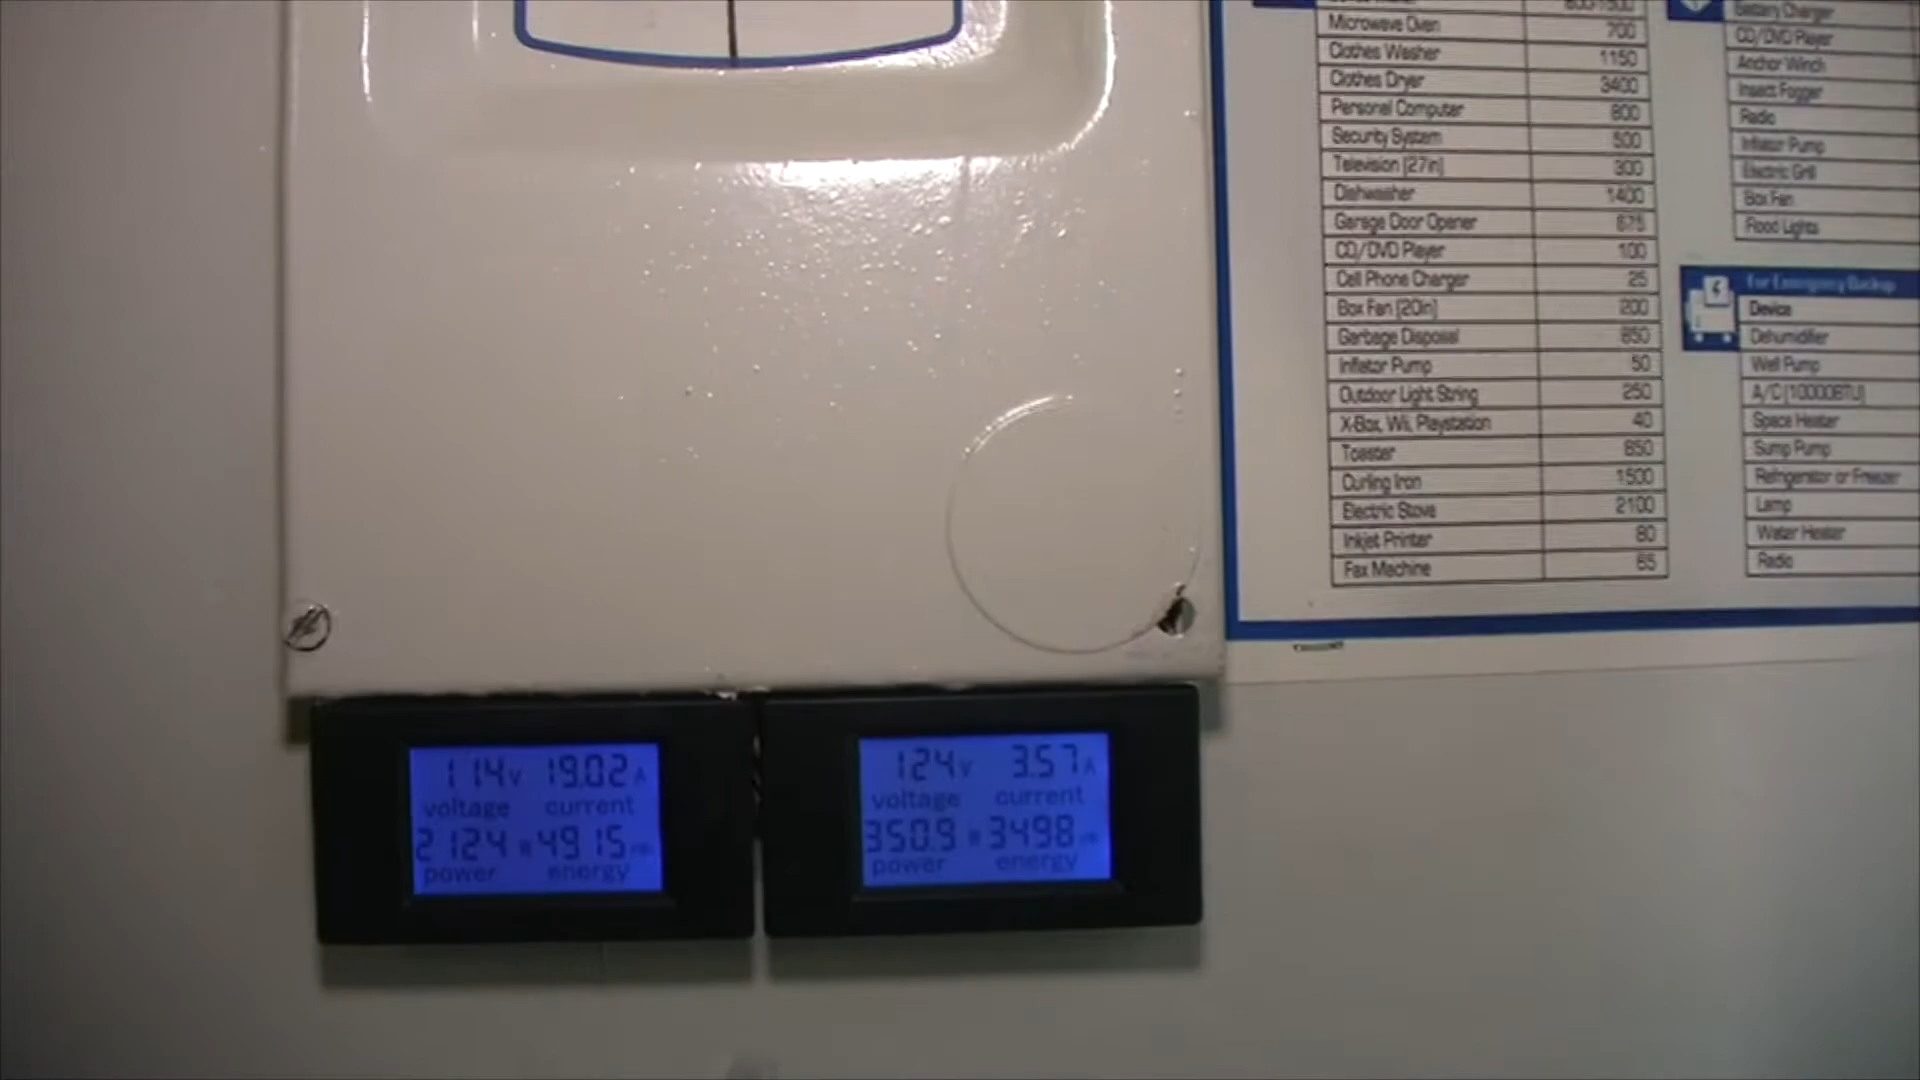 Microwave Oven 700
Clothes Washer 1150
Clothes Dryer 3400
Personal Computer 800
Security System 500
Television [27in] 300
Dishwasher 1400
Garage Door Opener 675
CD/DVD Player 100
Cell Phone Charger 25
Box Fan [20in] 200
Garbage Disposal 850
Inflator Pump 50
Outdoor Light String 250
X-Box, Wii, Playstation 40
Toaster 850
Curling Iron 1500
Electric Stove 2100
Inkjet Printer 80
Fax Machine 65
Battery Charger
CD/DVD Player
Anchor Winch
Insect Fogger
Radio
Inflator Pump
Electric Grill
Box Fan
Flood Lights
For Emergency Backup
Device
Dehumidifier
Well Pump
A/C [10000BTU]
Space Heater
Sump Pump
Refrigerator or Freezer
Lamp
Water Heater
Radio
114V 19.02A
voltage current
2124 4915
power energy
124V 3.57A
voltage current
350.9 3498
power energy